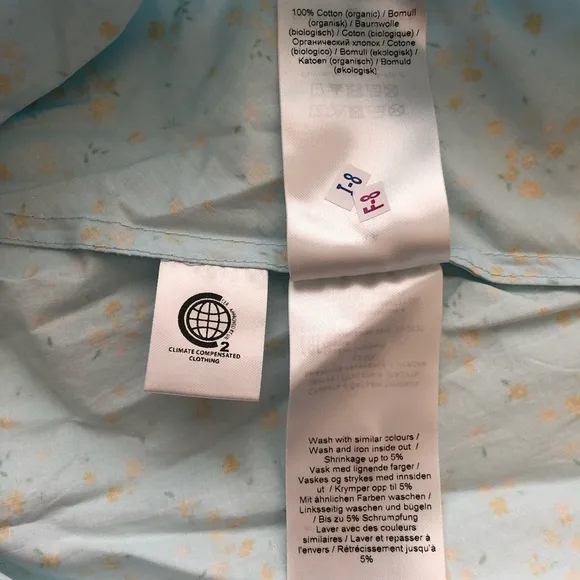 100% Cotton (organic) / Bomull
(organisk) / Baumwolle
(biologisch) / Coton (biologique) /
Органический хлопок / Cotone
(biologico) / Bomull (ekologisk) /
Katoen (organisch) / Bomuld
(økologisk)
I-8
F-8
2
CLIMATE COMPENSATED
CLOTHING
Wash with similar colours /
Wash and iron inside out /
Shrinkage up to 5%
Vask med lignende farger /
Vaskes og strykes med innsiden
ut / Krymper opp til 5%
Mit ähnlichen Farben waschen /
Linksseitig waschen und bügeln
/ Bis zu 5% Schrumpfung
Laver avec des couleurs
similaires / Laver et repasser à
l'envers / Rétrécissement jusqu'à
5%